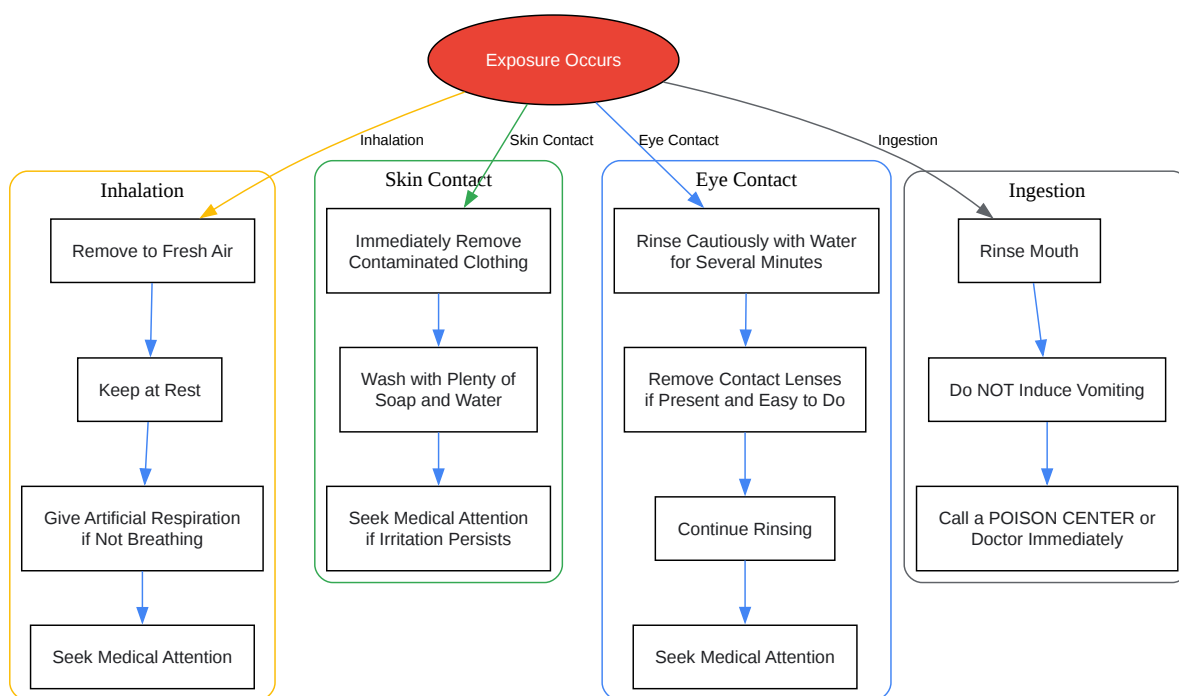 Exposure Occurs
Inhalation
Skin Contact
Eye Contact
Ingestion
Inhalation
Remove to Fresh Air
Keep at Rest
Give Artificial Respiration
if Not Breathing
Seek Medical Attention
Skin Contact
Immediately Remove
Contaminated Clothing
Wash with Plenty of
Soap and Water
Seek Medical Attention
if Irritation Persists
Eye Contact
Rinse Cautiously with Water
for Several Minutes
Remove Contact Lenses
if Present and Easy to Do
Continue Rinsing
Seek Medical Attention
Ingestion
Rinse Mouth
Do NOT Induce Vomiting
Call a POISON CENTER or
Doctor Immediately